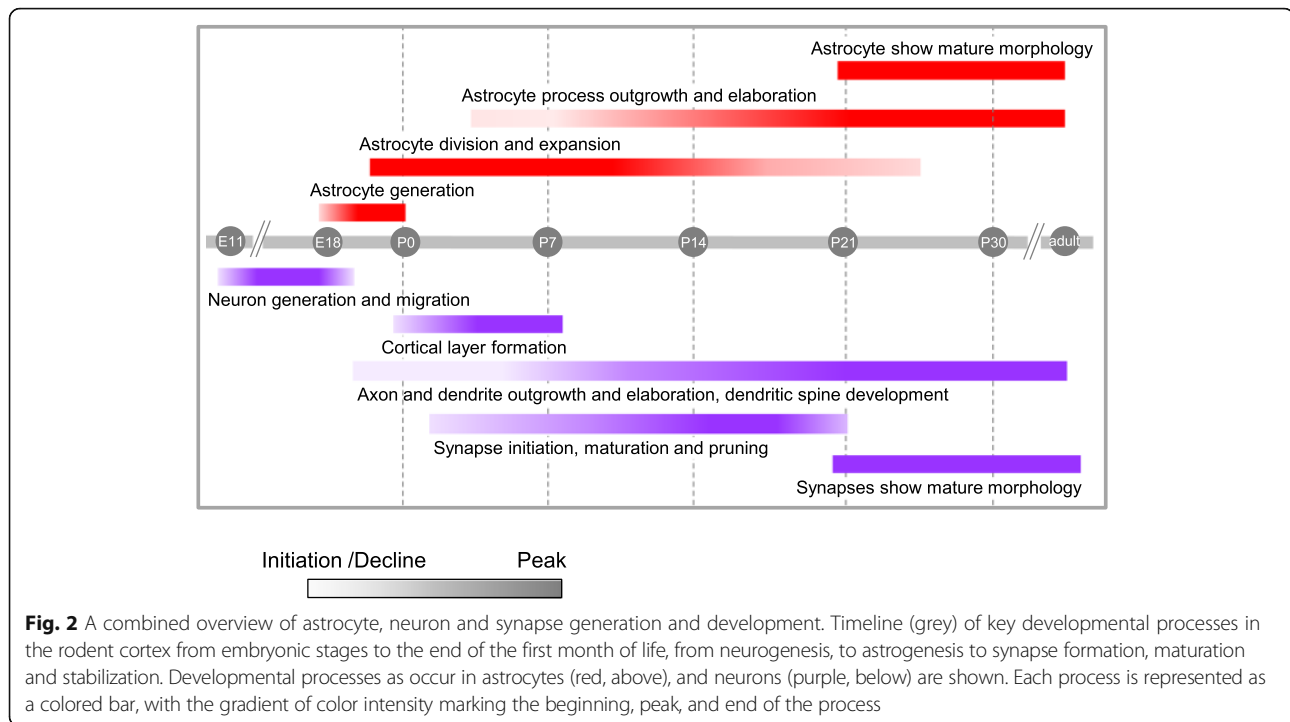 Astrocyte show mature morphology
Astrocyte process outgrowth and elaboration
Astrocyte division and expansion
Astrocyte generation
E11 E18 P0 P7 P14 P21 P30 adult
Neuron generation and migration
Cortical layer formation
Axon and dendrite outgrowth and elaboration, dendritic spine development
Synapse initiation, maturation and pruning
Synapses show mature morphology
Initiation /Decline Peak
Fig. 2 A combined overview of astrocyte, neuron and synapse generation and development. Timeline (grey) of key developmental processes in
the rodent cortex from embryonic stages to the end of the first month of life, from neurogenesis, to astrogenesis to synapse formation, maturation
and stabilization. Developmental processes as occur in astrocytes (red, above), and neurons (purple, below) are shown. Each process is represented as
a colored bar, with the gradient of color intensity marking the beginning, peak, and end of the process